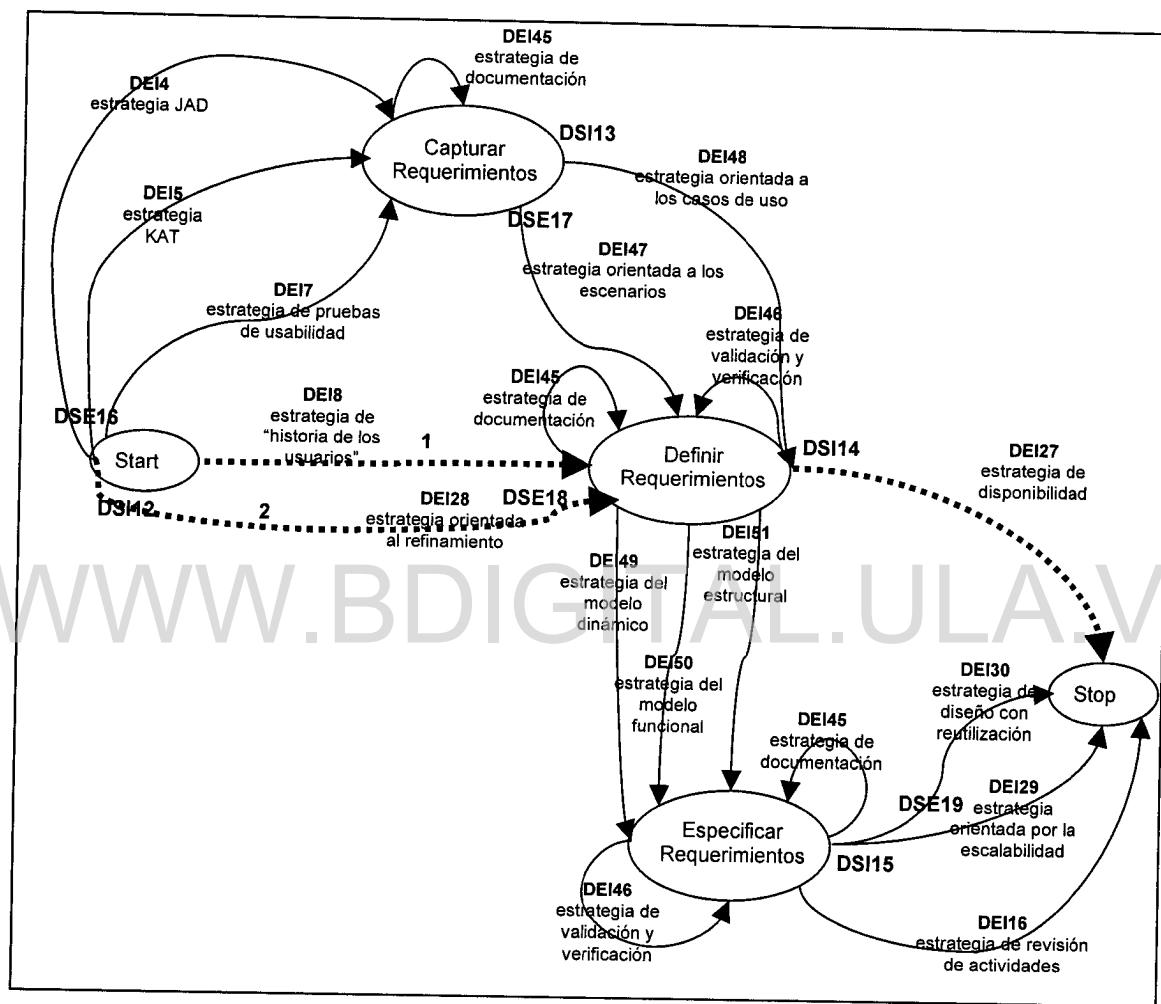 DEI45
estrategia de
documentación
DEI4
estrategia JAD
DSI13
Capturar
Requerimientos
DEI48
estrategia orientada a
los casos de uso
DEI5
estrategia
KAT
DSE17
DEI47
estrategia orientada a los
escenarios
DEI7
estrategia de pruebas
de usabilidad
DEI46
estrategia de
validación y
verificación
DEI45
estrategia de
documentación
DEI8
estrategia de
“historia de los
usuarios”
DSE16
Start
1
Definir
Requerimientos
DSI14
DEI27
estrategia de
disponibilidad
DSI12
2
DEI28
estrategia orientada
al refinamiento
DSE18
DEI49
estrategia del
modelo
dinámico
DEI51
estrategia del
modelo
estructural
WWW.BDIGITAL.ULA.V
DEI50
estrategia del
modelo
funcional
DEI30
estrategia de
diseño con
reutilización
Stop
DEI45
estrategia de
documentación
DSE19
DEI29
estrategia
orientada por la
escalabilidad
Especificar
Requerimientos
DSI15
DEI46
estrategia de
validación y
verificación
DEI16
estrategia de revisión
de actividades